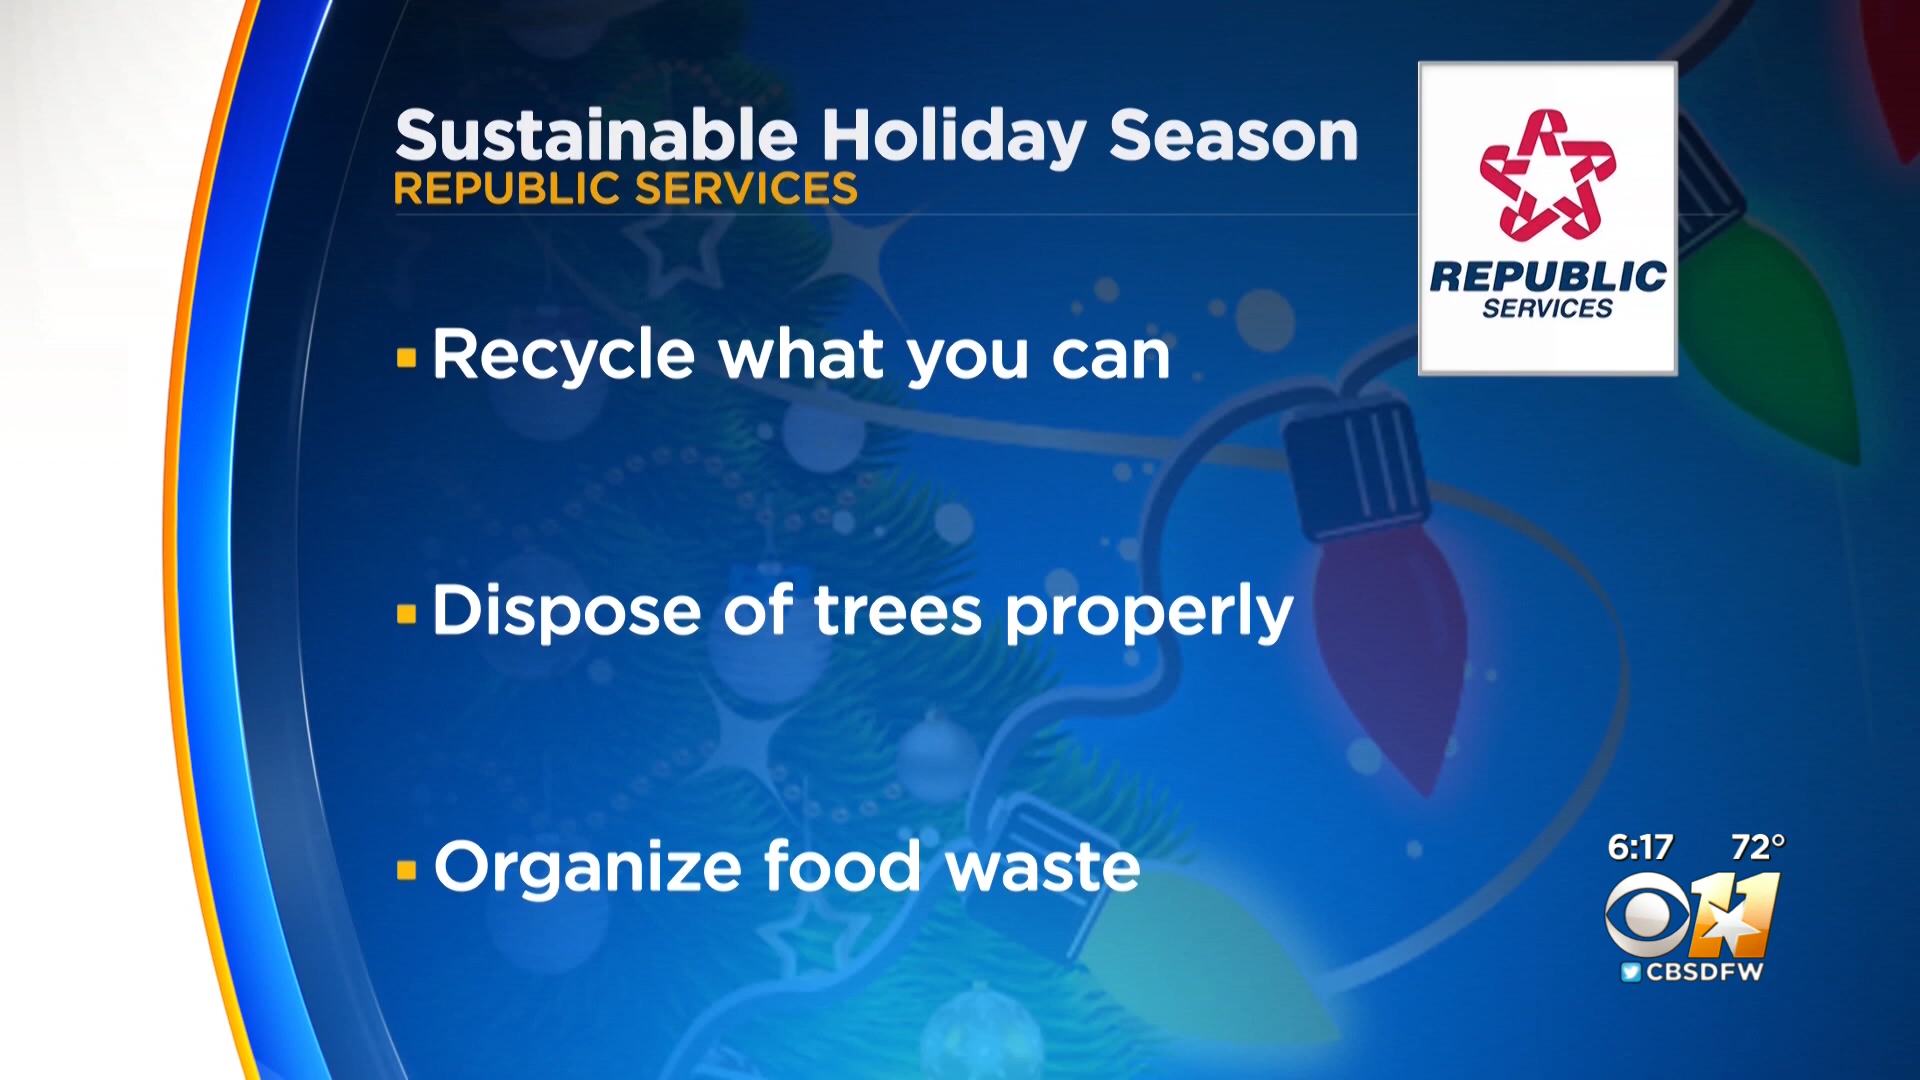 Sustainable Holiday Season
REPUBLIC SERVICES
REPUBLIC
SERVICES
Recycle what you can
Dispose of trees properly
Organize food waste
6:17 72°
11
CBSDFW